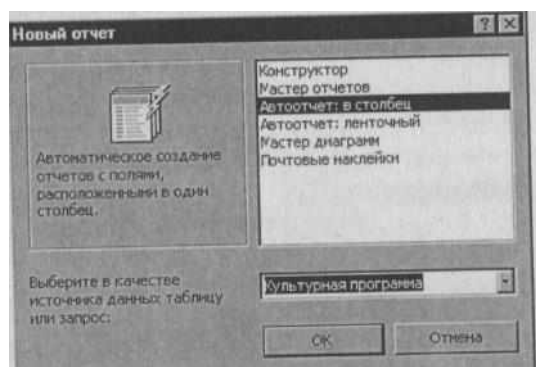 Новый отчет
Конструктор
Мастер отчетов
Автоотчет: в столбец
Автоотчет: ленточный
Мастер диаграмм
Почтовые наклейки
Автоматическое создание
отчетов с полями,
расположенными в один
столбец.
Выберите в качестве
источника данных таблицу
или запрос:
Культурная программа
ОК
Отмена